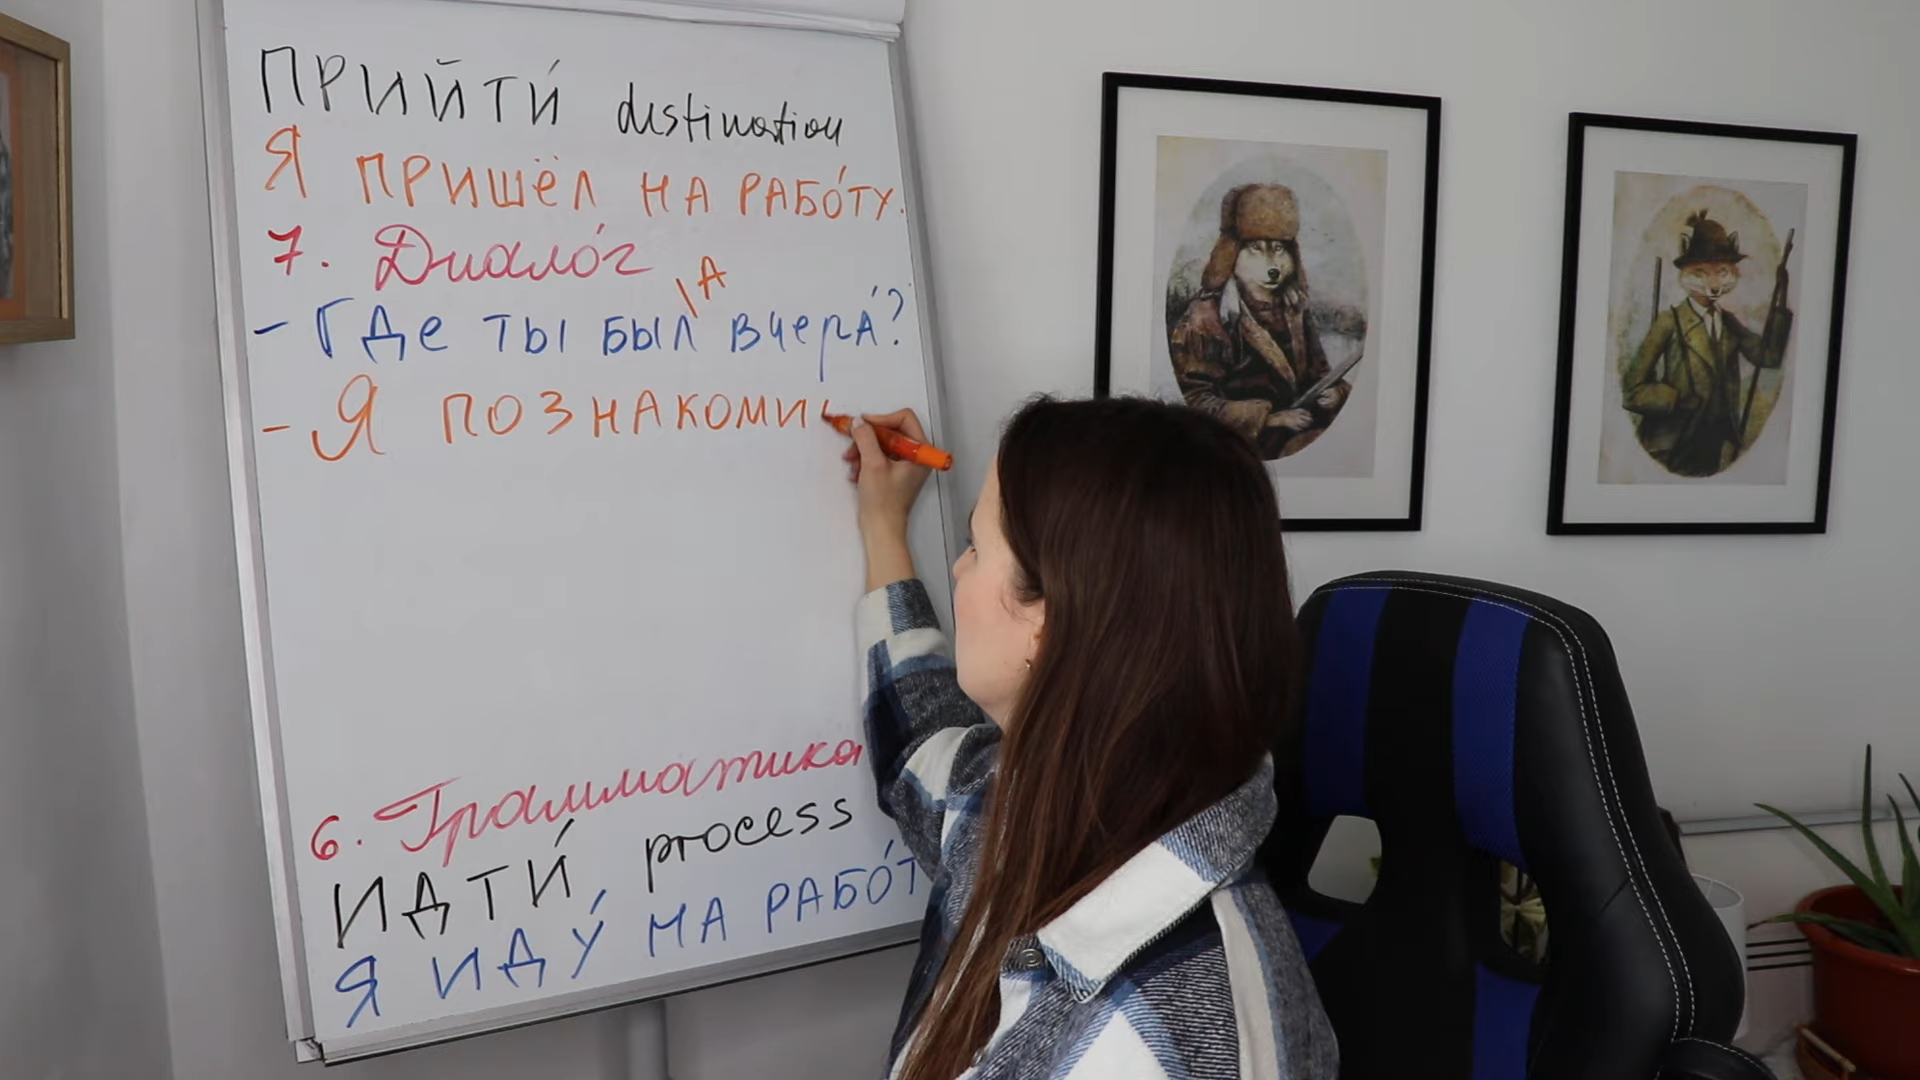 ПРИЙТИ́ destination
Я ПРИШЁЛ НА РАБО́ТУ.
7. Диало́г
А
- Где ты был вчера́?
- Я ПОЗНАКОМИ
6. Грамматика
ИДТИ́ process
Я ИДУ́ НА РАБО́Т